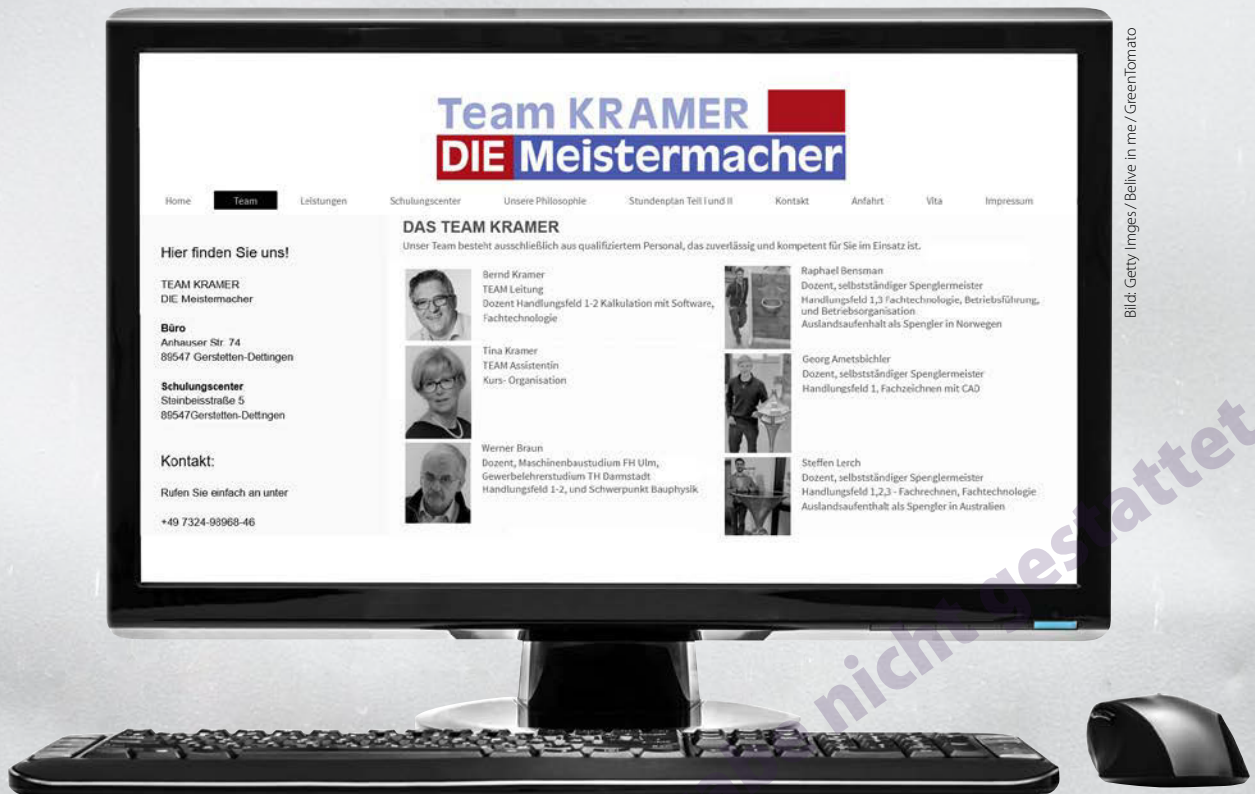 Team KRAMER
DIE Meistermacher
Home Team Leistungen Schulungscenter Unsere Philosophie Stundenplan Teil I und II Kontakt Anfahrt Vita Impressum
Hier finden Sie uns!
TEAM KRAMER
DIE Meistermacher
Büro
Anhauser Str. 74
89547 Gerstetten-Dettingen
Schulungscenter
Steinbeisstraße 5
89547Gerstetten-Dettingen
Kontakt:
Rufen Sie einfach an unter
+49 7324-98968-46
DAS TEAM KRAMER
Unser Team besteht ausschließlich aus qualifiziertem Personal, das zuverlässig und kompetent für Sie im Einsatz ist.
Bernd Kramer
TEAM Leitung
Dozent Handlungsfeld 1-2 Kalkulation mit Software,
Fachtechnologie
Tina Kramer
TEAM Assistentin
Kurs- Organisation
Werner Braun
Dozent, Maschinenbaustudium FH Ulm,
Gewerbelehrerstudium TH Darmstadt
Handlungsfeld 1-2, und Schwerpunkt Bauphysik
Raphael Bensman
Dozent, selbstständiger Spenglermeister
Handlungsfeld 1,3 Fachtechnologie, Betriebsführung,
und Betriebsorganisation
Auslandsaufenhalt als Spengler in Norwegen
Georg Ametsbichler
Dozent, selbstständiger Spenglermeister
Handlungsfeld 1, Fachzeichnen mit CAD
Steffen Lerch
Dozent, selbstständiger Spenglermeister
Handlungsfeld 1,2,3 - Fachrechnen, Fachtechnologie
Auslandsaufenthalt als Spengler in Australien
Bild: Getty Imges / Belive in me / GreenTomato
nicht gestattet